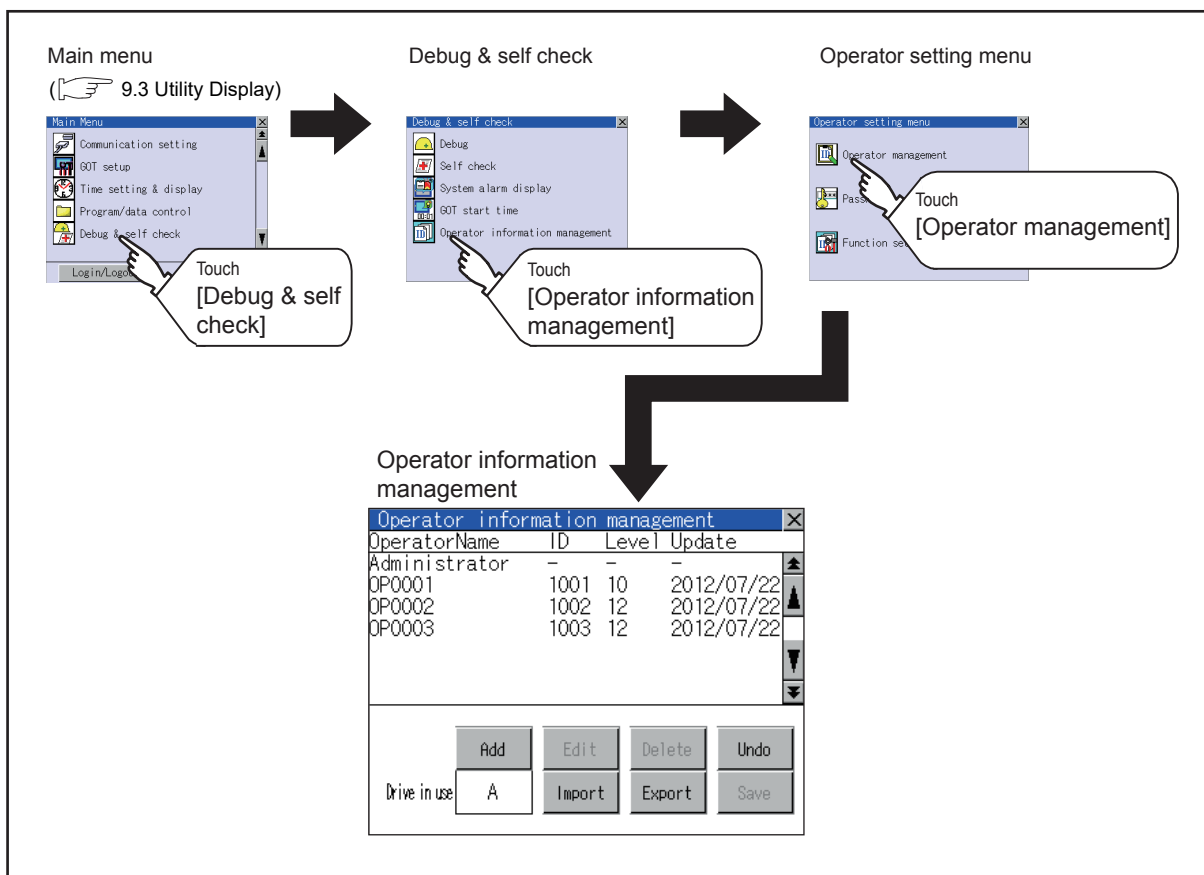 Main menu
( 9.3 Utility Display)
Main Menu
Communication setting
GOT setup
Time setting & display
Program/data control
Debug & self check
Touch
[Debug & self
check]
Debug & self check
Debug & self check
Debug
Self check
System alarm display
GOT start time
Operator information management
Touch
[Operator information
management]
Operator setting menu
Operator setting menu
Operator management
Function
Touch
[Operator management]
Operator information
management
Operator information management
OperatorName ID Level Update
Administrator - - -
OP0001 1001 10 2012/07/22
OP0002 1002 12 2012/07/22
OP0003 1003 12 2012/07/22
Add Edit Delete Undo
Drive in use A Import Export Save